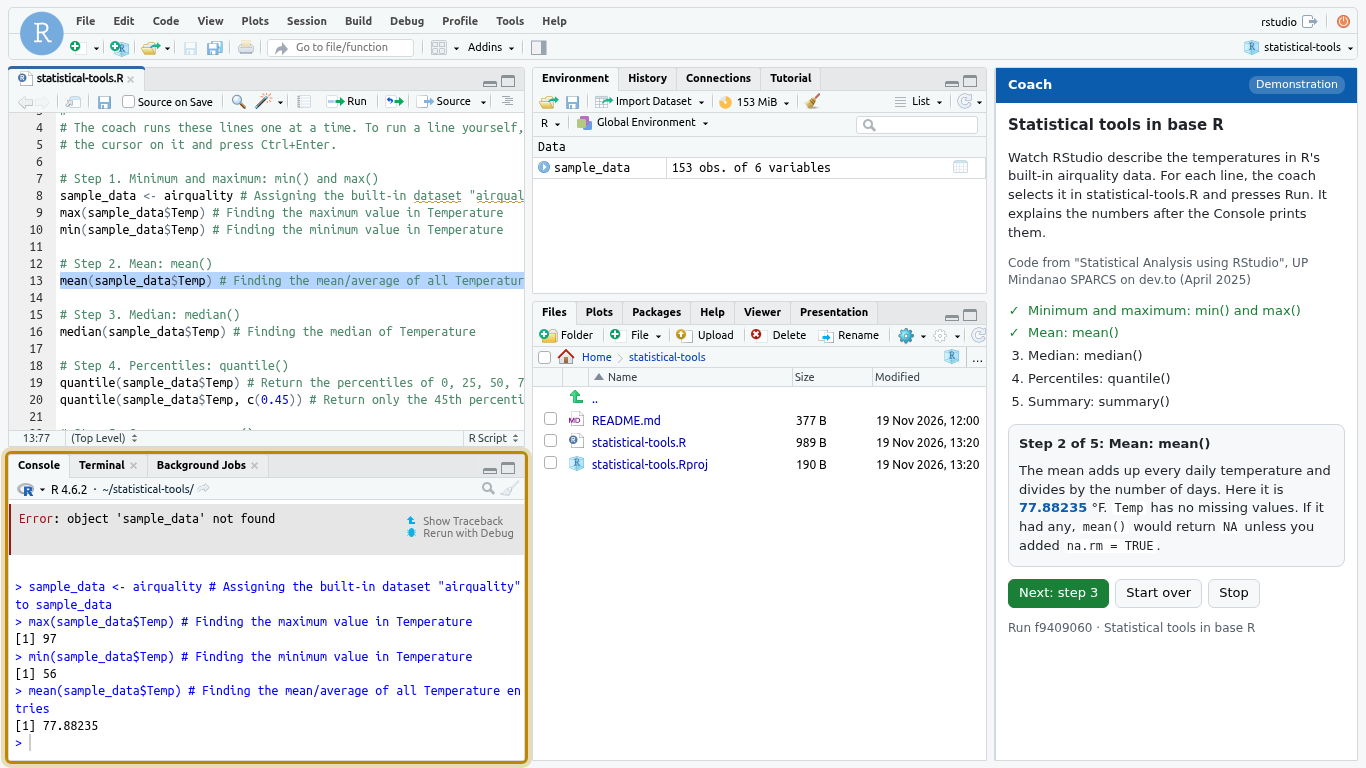 File Edit Code View Plots Session Build Debug Profile Tools Help
rstudio
R
Go to file/function
Addins
statistical-tools
statistical-tools.R
Source on Save
Run
Source
4 # The coach runs these lines one at a time. To run a line yourself,
5 # the cursor on it and press Ctrl+Enter.
6
7 # Step 1. Minimum and maximum: min() and max()
8 sample_data <- airquality # Assigning the built-in dataset "airqual
9 max(sample_data$Temp) # Finding the maximum value in Temperature
10 min(sample_data$Temp) # Finding the minimum value in Temperature
11
12 # Step 2. Mean: mean()
13 mean(sample_data$Temp) # Finding the mean/average of all Temperatur
14
15 # Step 3. Median: median()
16 median(sample_data$Temp) # Finding the median of Temperature
17
18 # Step 4. Percentiles: quantile()
19 quantile(sample_data$Temp) # Return the percentiles of 0, 25, 50, 7
20 quantile(sample_data$Temp, c(0.45)) # Return only the 45th percenti
21
13:77 (Top Level) R Script
Console Terminal Background Jobs
R 4.6.2 · ~/statistical-tools/
Error: object 'sample_data' not found
Show Traceback
Rerun with Debug
> sample_data <- airquality # Assigning the built-in dataset "airquality"
to sample_data
> max(sample_data$Temp) # Finding the maximum value in Temperature
[1] 97
> min(sample_data$Temp) # Finding the minimum value in Temperature
[1] 56
> mean(sample_data$Temp) # Finding the mean/average of all Temperature en
tries
[1] 77.88235
>
Environment History Connections Tutorial
Import Dataset 153 MiB List
R Global Environment
Data
sample_data 153 obs. of 6 variables
Files Plots Packages Help Viewer Presentation
Folder File Upload Delete Rename
Home statistical-tools ...
Name Size Modified
..
README.md 377 B 19 Nov 2026, 12:00
statistical-tools.R 989 B 19 Nov 2026, 13:20
statistical-tools.Rproj 190 B 19 Nov 2026, 13:20
Coach Demonstration
Statistical tools in base R
Watch RStudio describe the temperatures in R's
built-in airquality data. For each line, the coach
selects it in statistical-tools.R and presses Run. It
explains the numbers after the Console prints
them.
Code from "Statistical Analysis using RStudio", UP
Mindanao SPARCS on dev.to (April 2025)
✓ Minimum and maximum: min() and max()
✓ Mean: mean()
3. Median: median()
4. Percentiles: quantile()
5. Summary: summary()
Step 2 of 5: Mean: mean()
The mean adds up every daily temperature and
divides by the number of days. Here it is
77.88235 °F. Temp has no missing values. If it
had any, mean() would return NA unless you
added na.rm = TRUE.
Next: step 3 Start over Stop
Run f9409060 · Statistical tools in base R